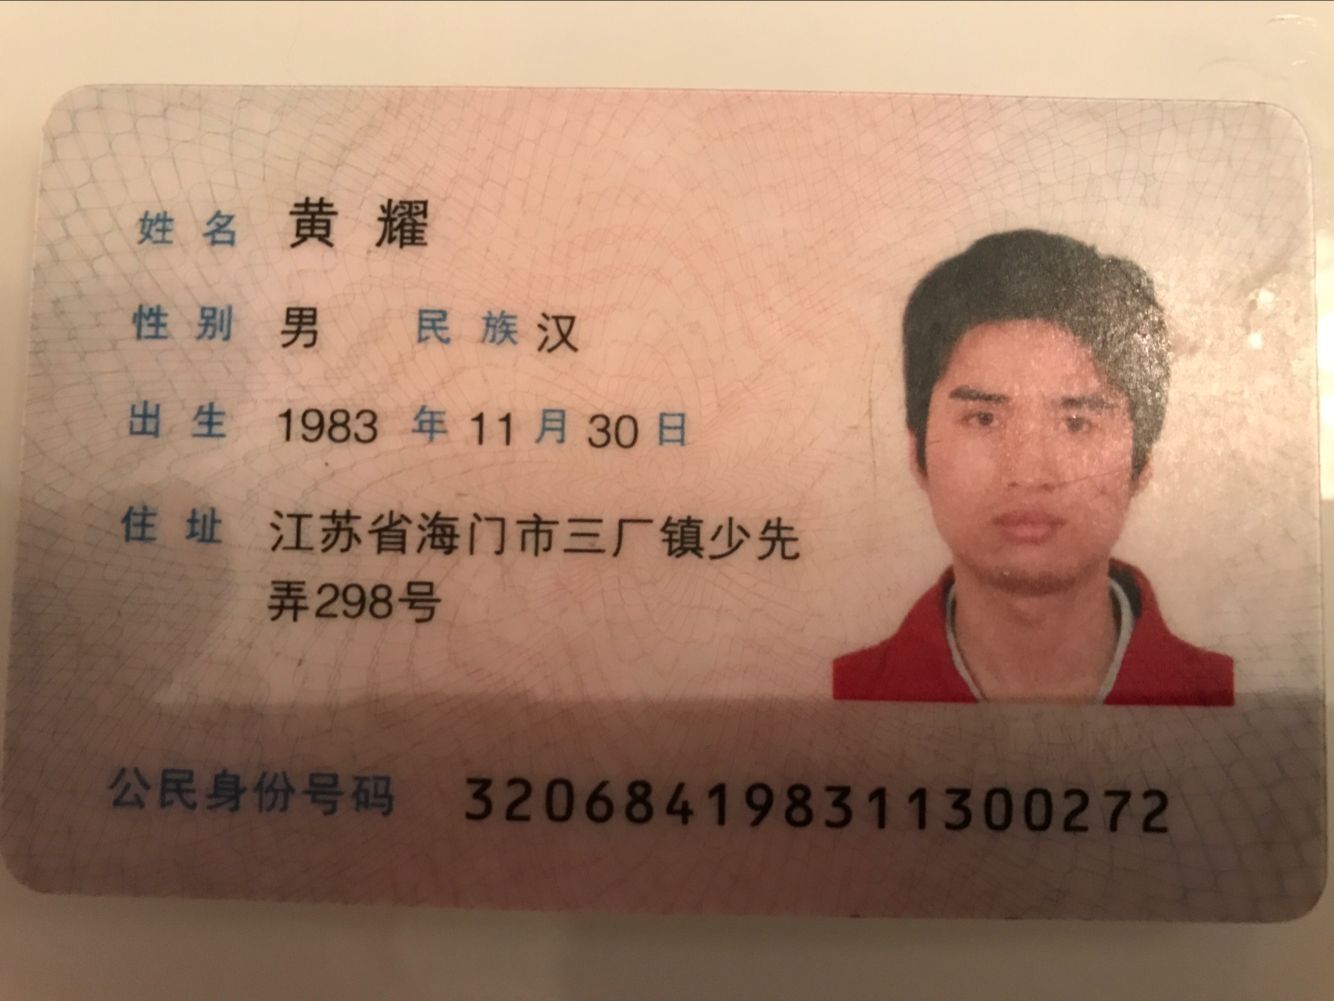 姓名 黄耀
性别 男 民族 汉
出生 1983 年 11 月 30 日
住址 江苏省海门市三厂镇少先
弄298号
公民身份号码 320684198311300272